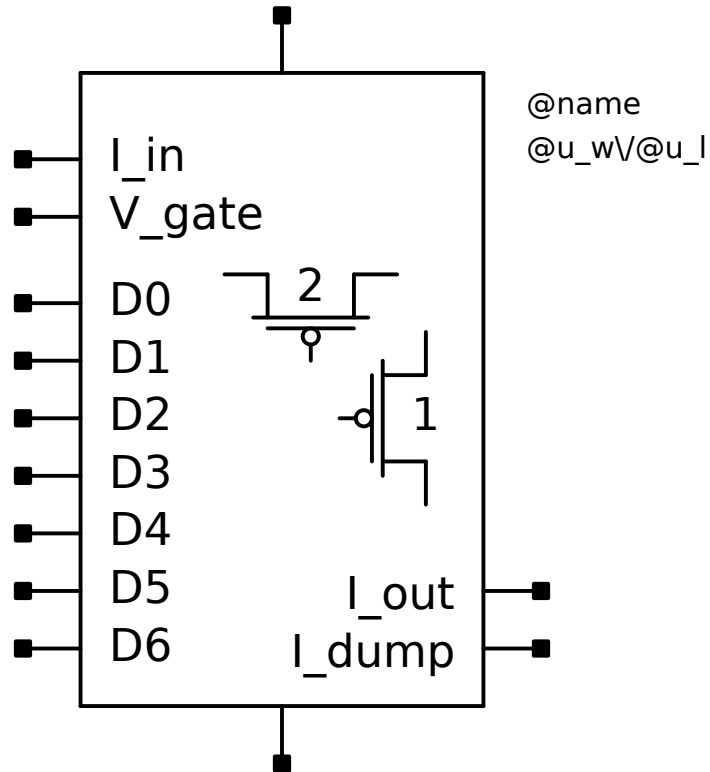 @name
@u_w\/@u_l
I_in
V_gate
D0
2
D1
D2
1
D3
D4
D5
I_out
D6
I_dump